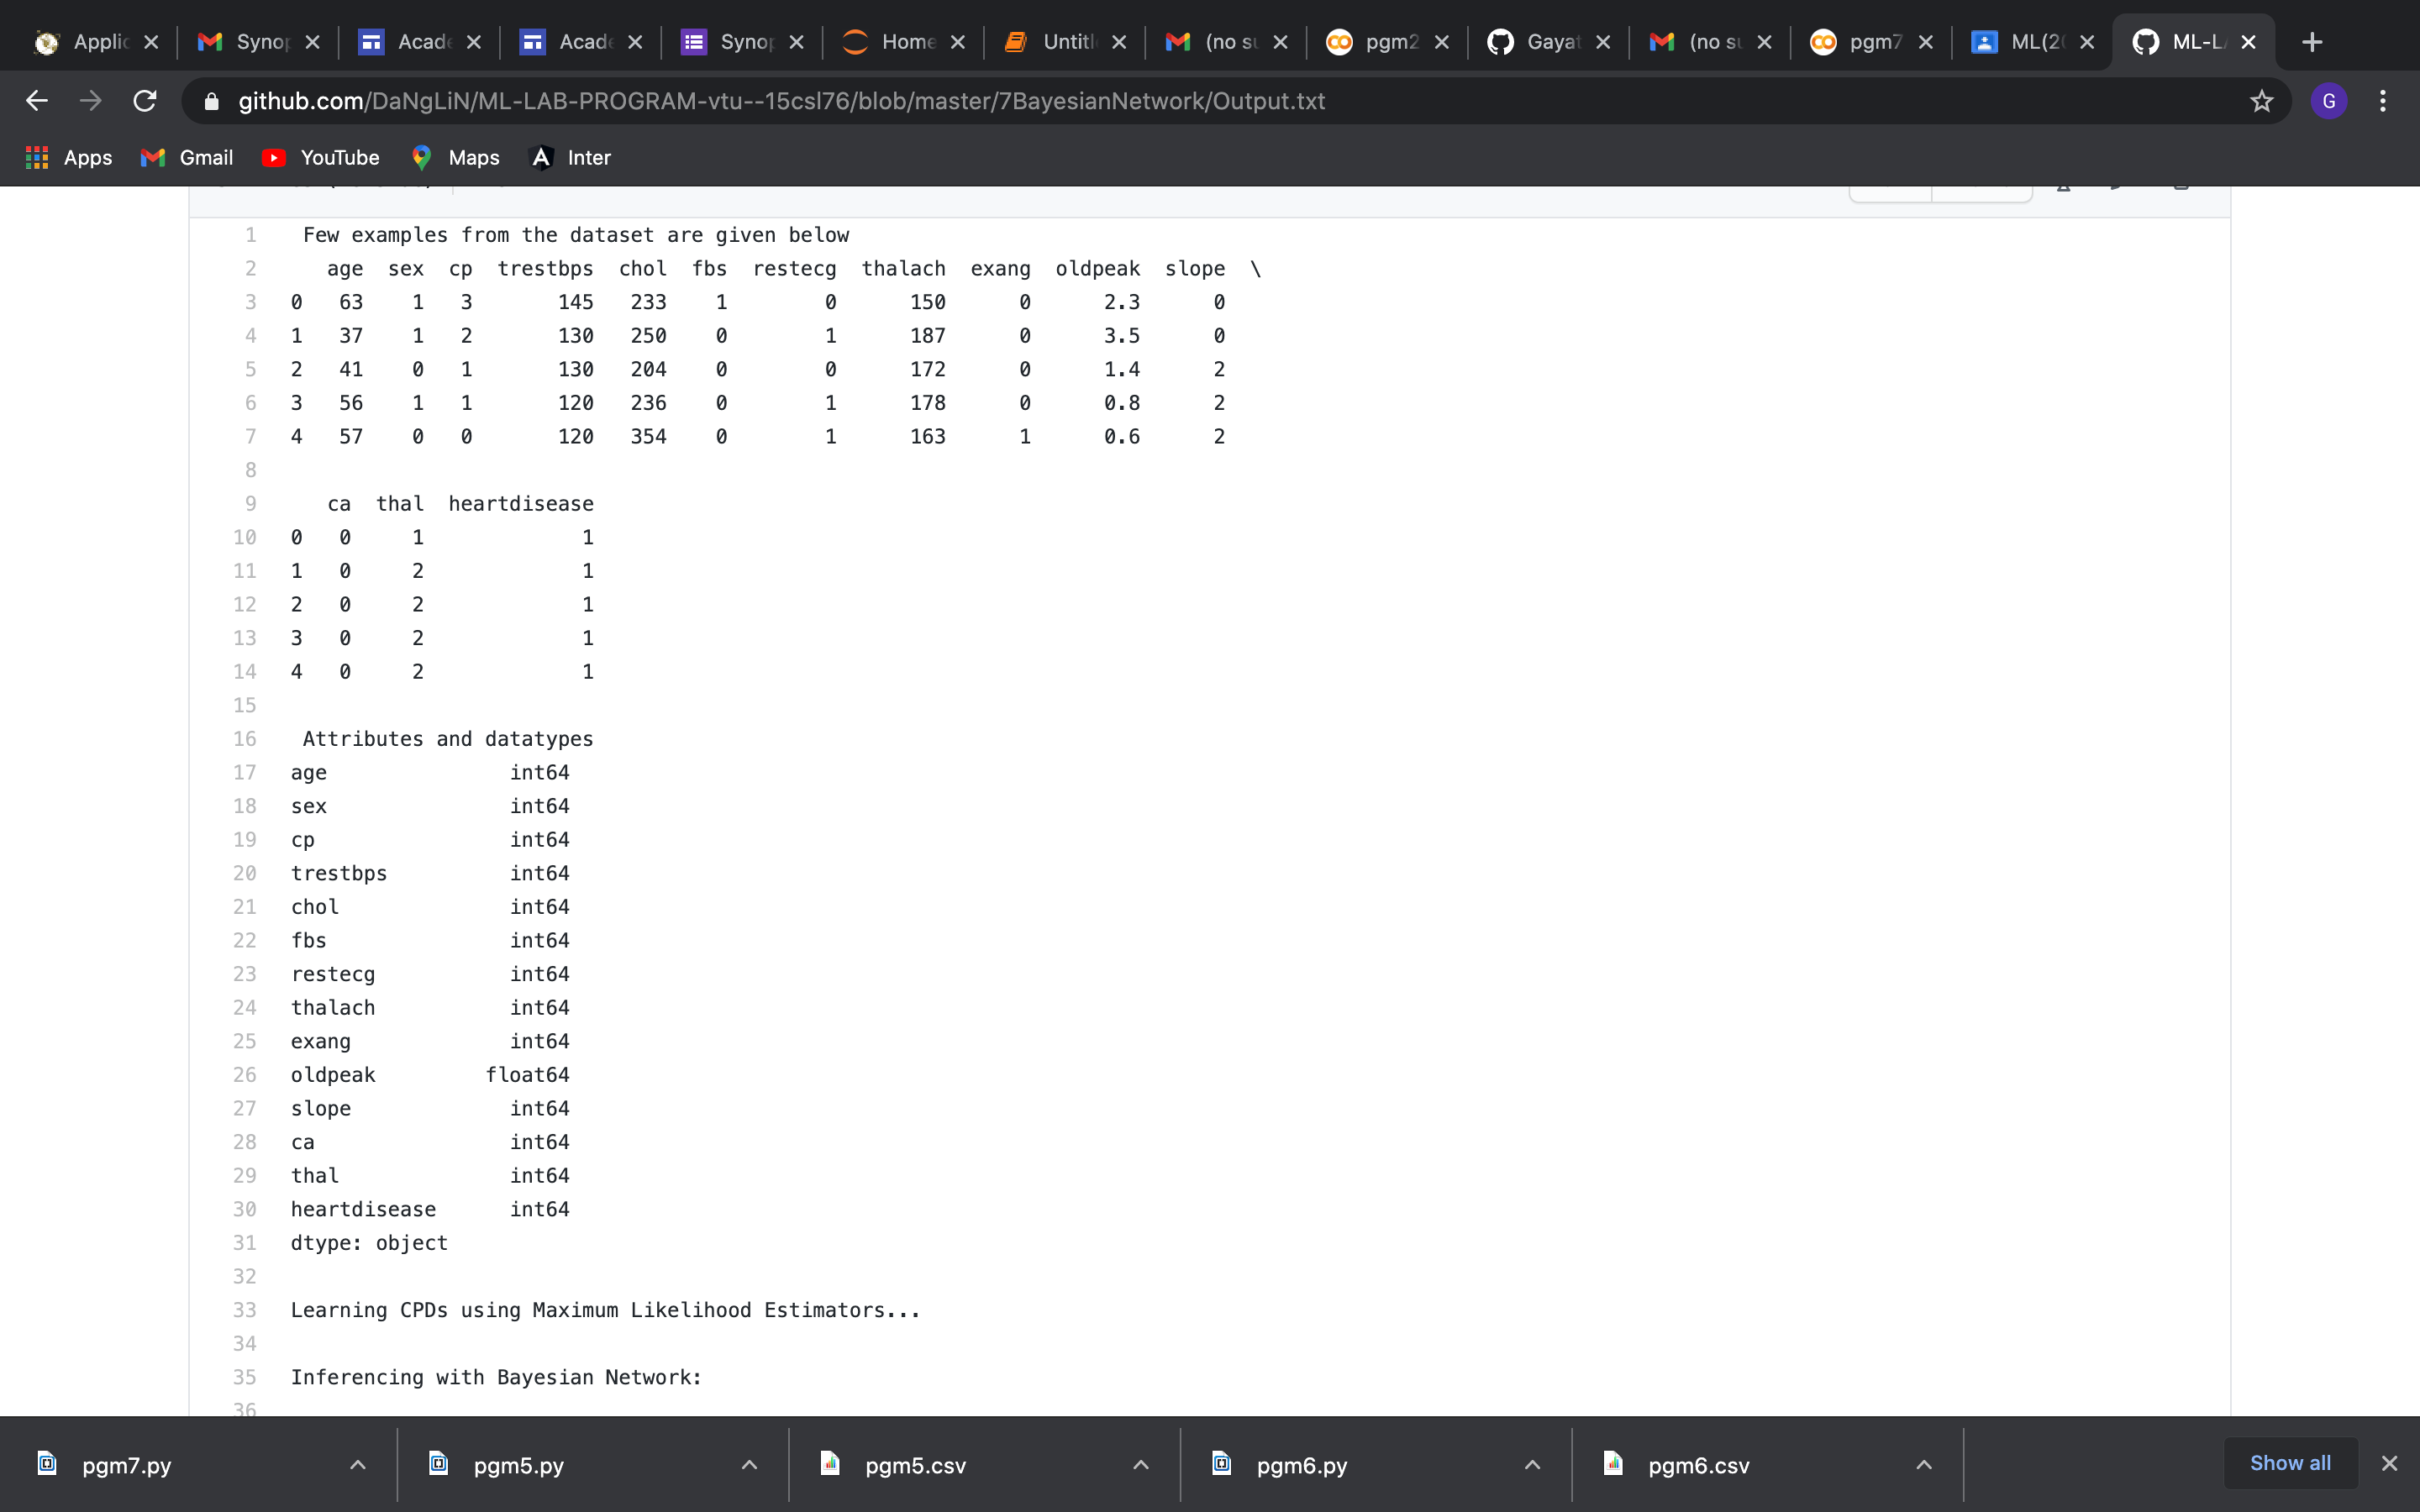 Applic Synop Acade Acade Synop Home Untitl (no su pgm2 Gayat (no su pgm7 ML(20 ML-LA
github.com/DaNgLiN/ML-LAB-PROGRAM-vtu--15csl76/blob/master/7BayesianNetwork/Output.txt G
Apps Gmail YouTube Maps Inter
1 Few examples from the dataset are given below
2 age sex cp trestbps chol fbs restecg thalach exang oldpeak slope \
3 0 63 1 3 145 233 1 0 150 0 2.3 0
4 1 37 1 2 130 250 0 1 187 0 3.5 0
5 2 41 0 1 130 204 0 0 172 0 1.4 2
6 3 56 1 1 120 236 0 1 178 0 0.8 2
7 4 57 0 0 120 354 0 1 163 1 0.6 2
8
9 ca thal heartdisease
10 0 0 1 1
11 1 0 2 1
12 2 0 2 1
13 3 0 2 1
14 4 0 2 1
15
16 Attributes and datatypes
17 age int64
18 sex int64
19 cp int64
20 trestbps int64
21 chol int64
22 fbs int64
23 restecg int64
24 thalach int64
25 exang int64
26 oldpeak float64
27 slope int64
28 ca int64
29 thal int64
30 heartdisease int64
31 dtype: object
32
33 Learning CPDs using Maximum Likelihood Estimators...
34
35 Inferencing with Bayesian Network:
36
pgm7.py pgm5.py pgm5.csv pgm6.py pgm6.csv Show all